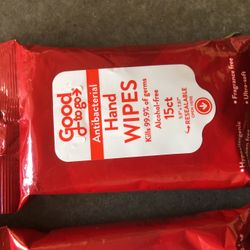 Good
to go
Antibacterial
Hand
WIPES
Kills 99.9% of germs
Alcohol-free
15ct
RESEALABLE
• Fragrance free
Ultra-soft